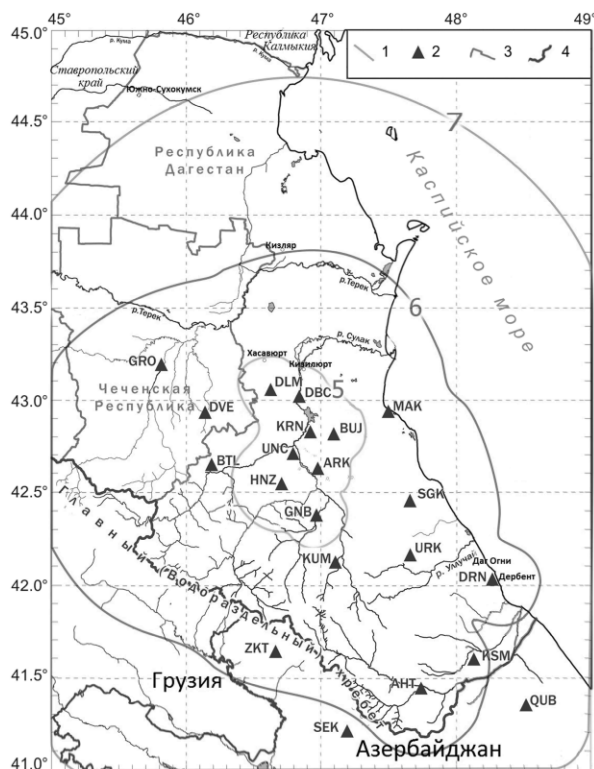 45° 46° 47° 48° 49°
45.0°
44.5°
44.0°
43.5°
43.0°
42.5°
42.0°
41.5°
41.0°
1 2 3 4
Республика
Калмыкия
р. Кума
р. Кума
Ставропольский
край
Южно-Сухокумск
7
Республика
Дагестан
Каспийское море
Кизляр
р.Терек
6
р.Терек
р. Сулак
Хасавюрт
Кизилюрт
GRO
DLM
DBC
5
Чеченская
Республика
DVE
MAK
KRN
BUJ
UNC
BTL
ARK
HNZ
SGK
GNB
Главный Водораздельный хребет
KUM
URK
р. Уллучай
Даг Огни
DRN
Дербент
ZKT
KSM
Грузия
AHT
QUB
SEK
Азербайджан